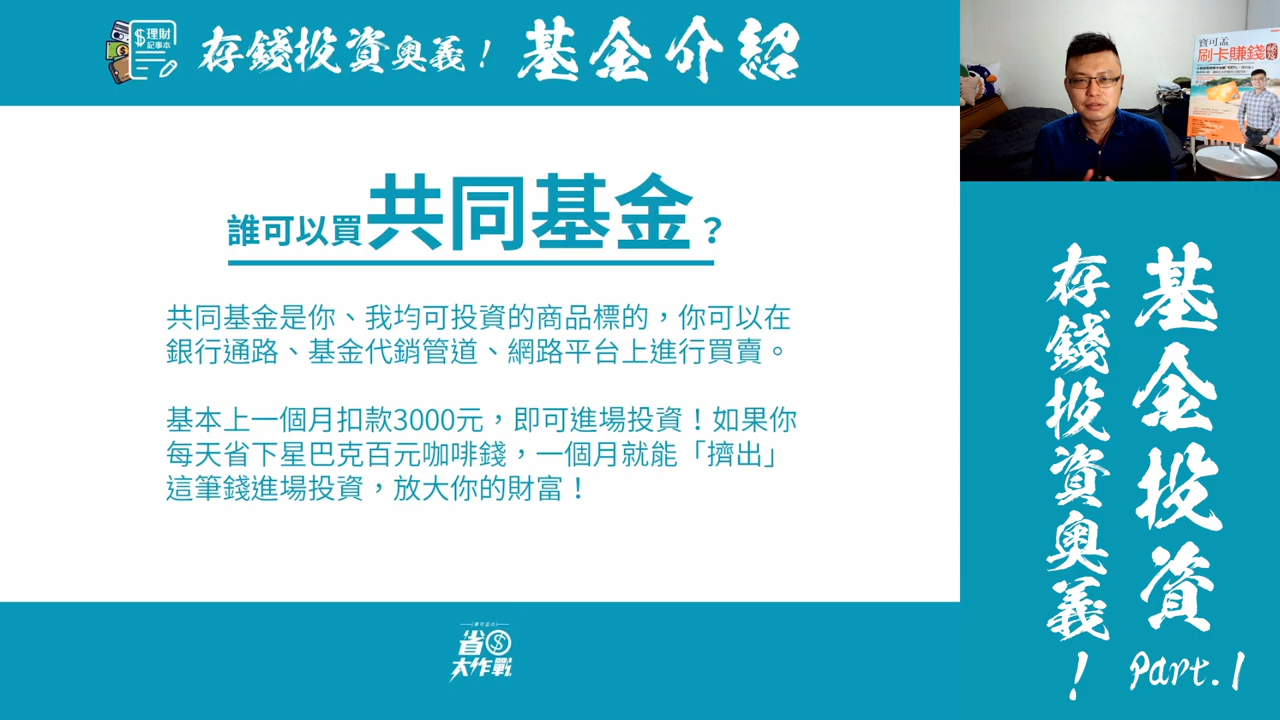 理財
記事本
存錢投資奧義！基金介紹
誰可以買共同基金？
共同基金是你、我均可投資的商品標的，你可以在
銀行通路、基金代銷管道、網路平台上進行買賣。
基本上一個月扣款3000元，即可進場投資！如果你
每天省下星巴克百元咖啡錢，一個月就能「擠出」
這筆錢進場投資，放大你的財富！
寶可孟の
省$
大作戰
寶可孟
刷卡賺錢
基金投資 Part.1
存錢投資奧義！